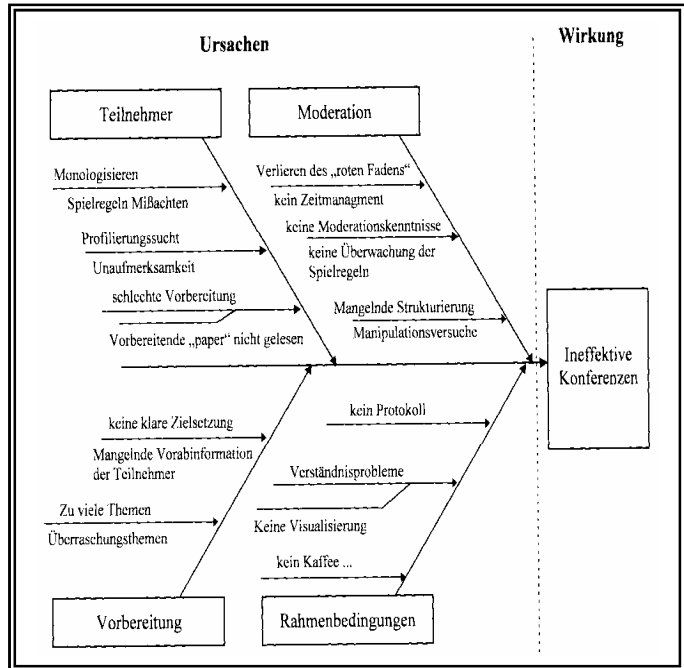 Ursachen
Wirkung
Teilnehmer
Moderation
Monologisieren
Spielregeln Mißachten
Profilierungssucht
Unaufmerksamkeit
schlechte Vorbereitung
Vorbereitende „paper" nicht gelesen
Verlieren des „roten Fadens"
kein Zeitmanagment
keine Moderationskenntnisse
keine Überwachung der
Spielregeln
Mangelnde Strukturierung
Manipulationsversuche
Ineffektive
Konferenzen
keine klare Zielsetzung
Mangelnde Vorabinformation
der Teilnehmer
Zu viele Themen
Überraschungsthemen
kein Protokoll
Verständnisprobleme
Keine Visualisierung
kein Kaffee ...
Vorbereitung
Rahmenbedingungen